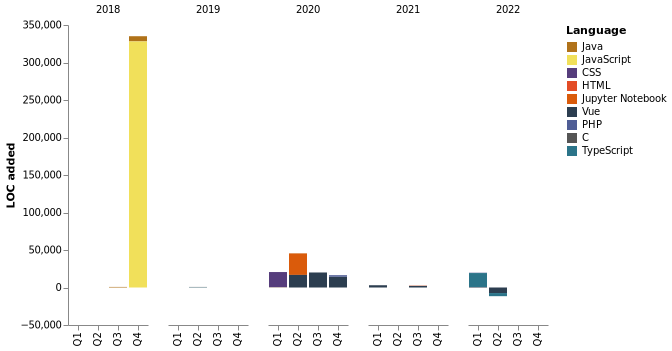 2018 2019 2020 2021 2022
350,000
300,000
250,000
200,000
150,000
100,000
50,000
0
−50,000
LOC added
Q1 Q2 Q3 Q4 Q1 Q2 Q3 Q4 Q1 Q2 Q3 Q4 Q1 Q2 Q3 Q4 Q1 Q2 Q3 Q4
Language
Java
JavaScript
CSS
HTML
Jupyter Notebook
Vue
PHP
C
TypeScript